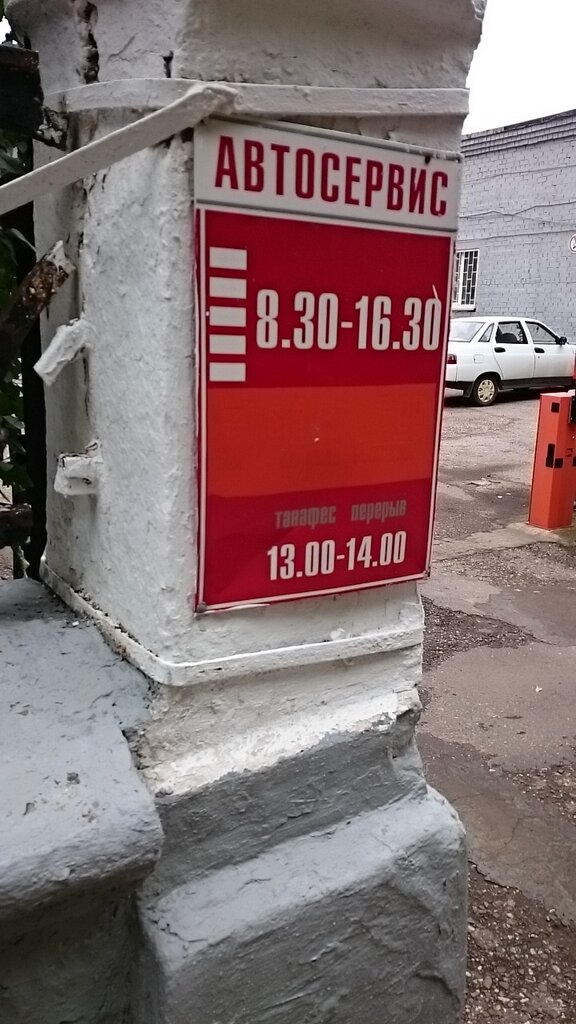 АВТОСЕРВИС
8.30-16.30
танафес перерыв
13.00-14.00